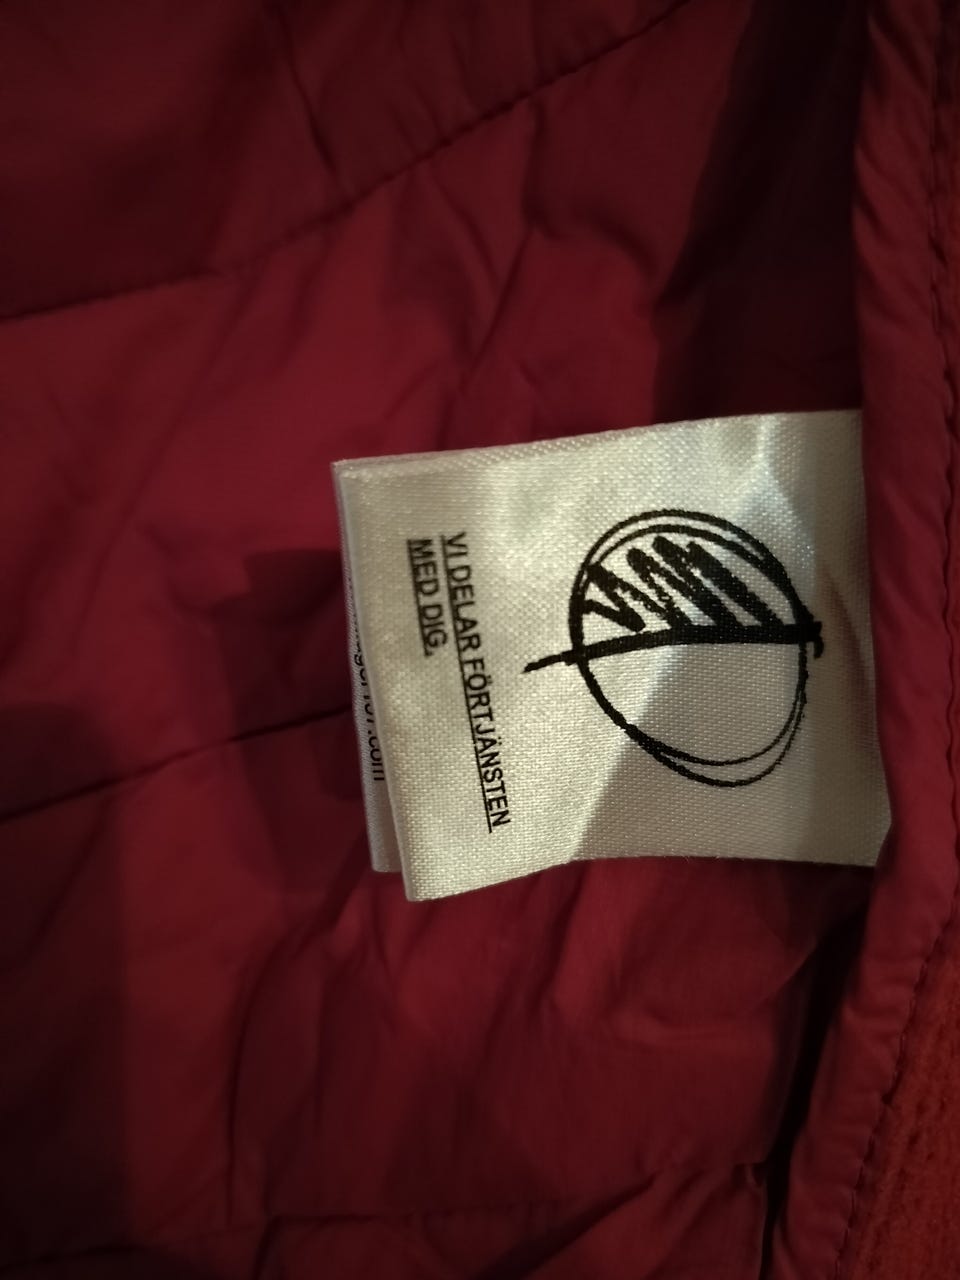 VI DELAR FÖRTJÄNSTEN
MED DIG.